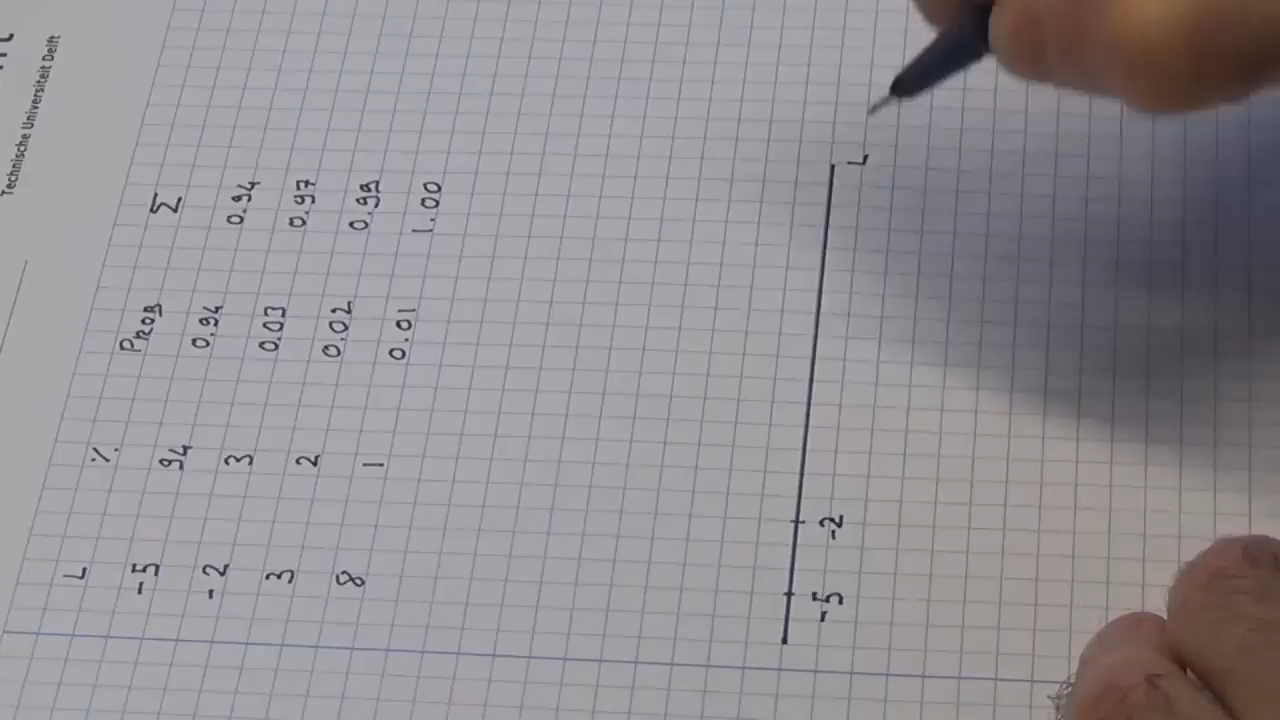 Technische Universiteit Delft
L % PROB Σ
-5 94 0.94 0.94
-2 3 0.03 0.97
3 2 0.02 0.99
8 1 0.01 1.00
-5 -2 L